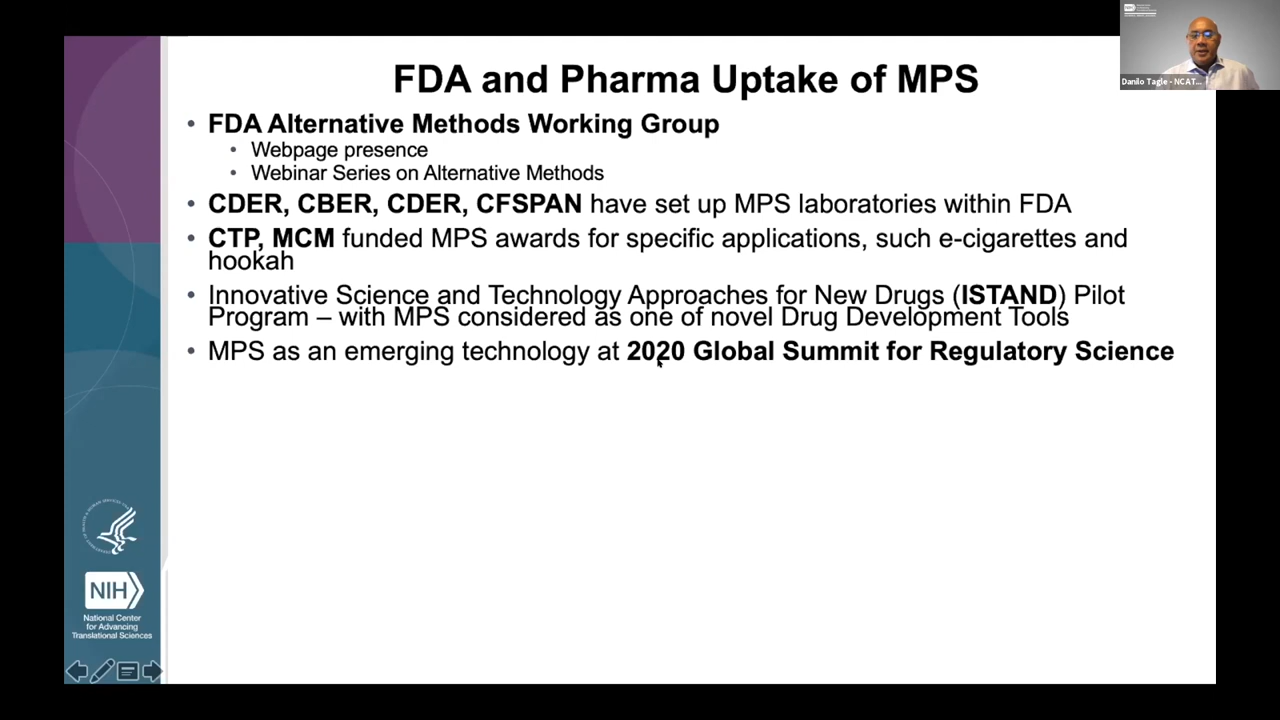 FDA and Pharma Uptake of MPS
• FDA Alternative Methods Working Group
• Webpage presence
• Webinar Series on Alternative Methods
• CDER, CBER, CDER, CFSPAN have set up MPS laboratories within FDA
• CTP, MCM funded MPS awards for specific applications, such e-cigarettes and
hookah
• Innovative Science and Technology Approaches for New Drugs (ISTAND) Pilot
Program – with MPS considered as one of novel Drug Development Tools
• MPS as an emerging technology at 2020 Global Summit for Regulatory Science
NIH
National Center
for Advancing
Translational Sciences
NIH
Danilo Tagle - NCAT...